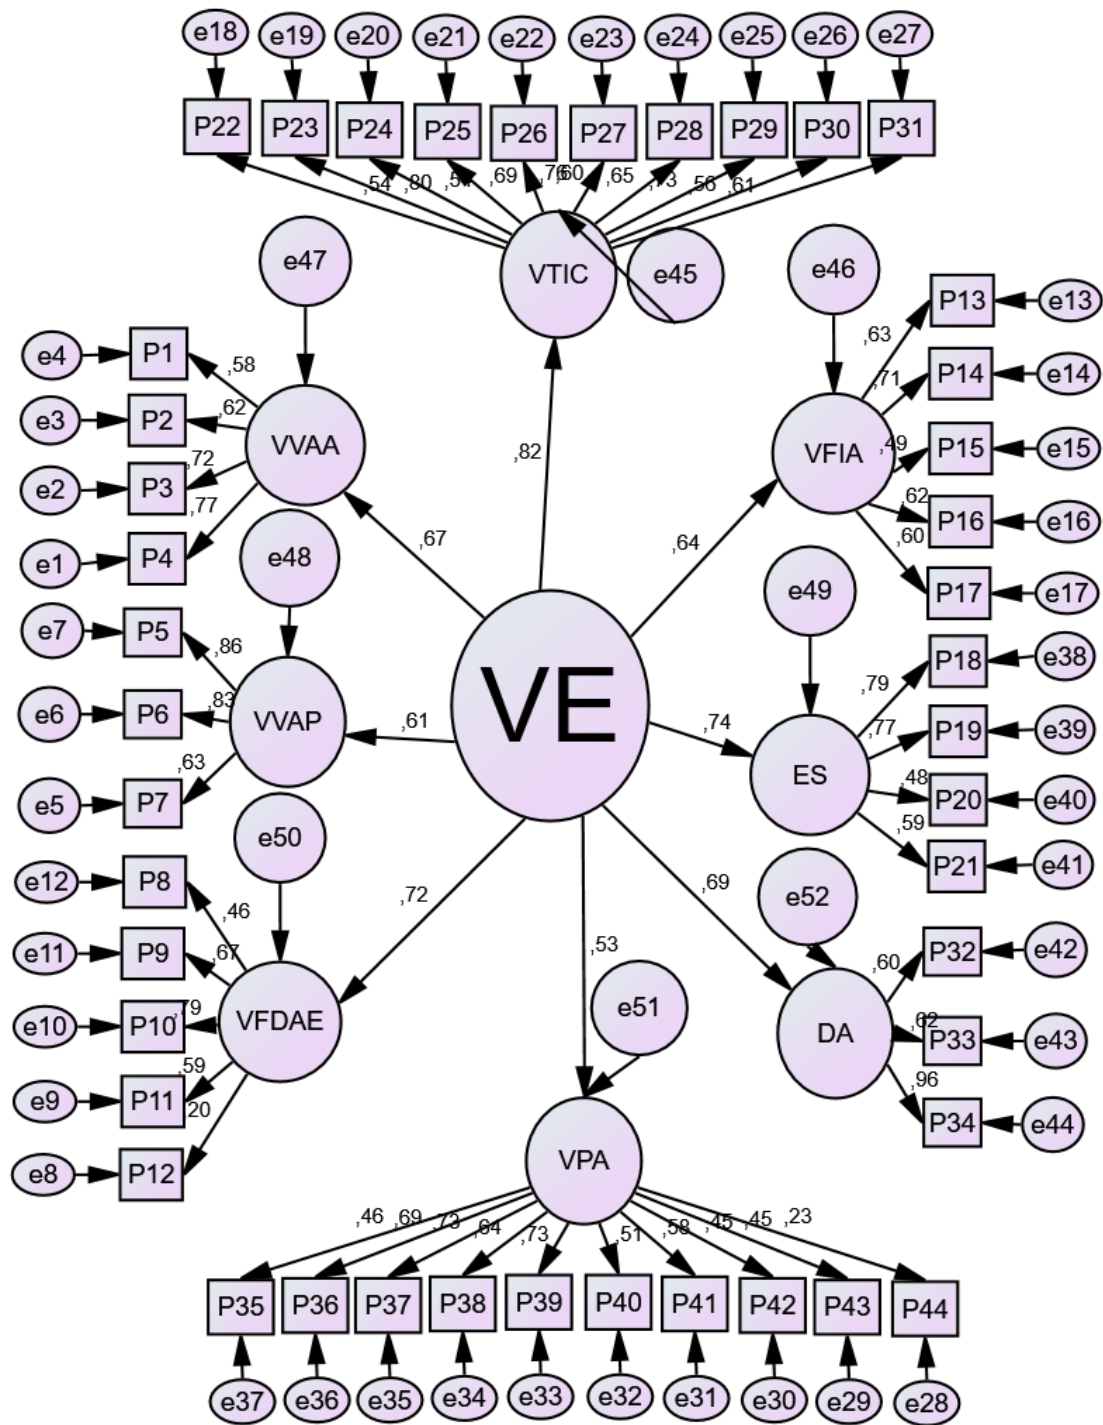 e18 e19 e20 e21 e22 e23 e24 e25 e26 e27
P22 P23 P24 P25 P26 P27 P28 P29 P30 P31
,54 ,80 ,69 ,76 ,60 ,65 ,73 ,56 ,61
VTIC
e45
e47
e46
e4 P1 ,58
e3 P2 ,62
e2 P3 ,72
e1 P4 ,77
VVAA
VFIA
,63 P13 e13
,71 P14 e14
,49 P15 e15
,62 P16 e16
,60 P17 e17
,82
,67
,64
e48
e49
e7 P5 ,86
e6 P6 ,83
e5 P7 ,63
VVAP
,61
VE
,74
ES
,79 P18 e38
,77 P19 e39
,48 P20 e40
,59 P21 e41
e50
e52
,72
,53
,69
e12 P8 ,46
e11 P9 ,67
e10 P10 ,79
e9 P11 ,59
e8 P12 ,20
VFDAE
e51
DA
,60 P32 e42
,62 P33 e43
,96 P34 e44
VPA
,46 ,69 ,73 ,64 ,73 ,51 ,58 ,45 ,45 ,23
P35 P36 P37 P38 P39 P40 P41 P42 P43 P44
e37 e36 e35 e34 e33 e32 e31 e30 e29 e28